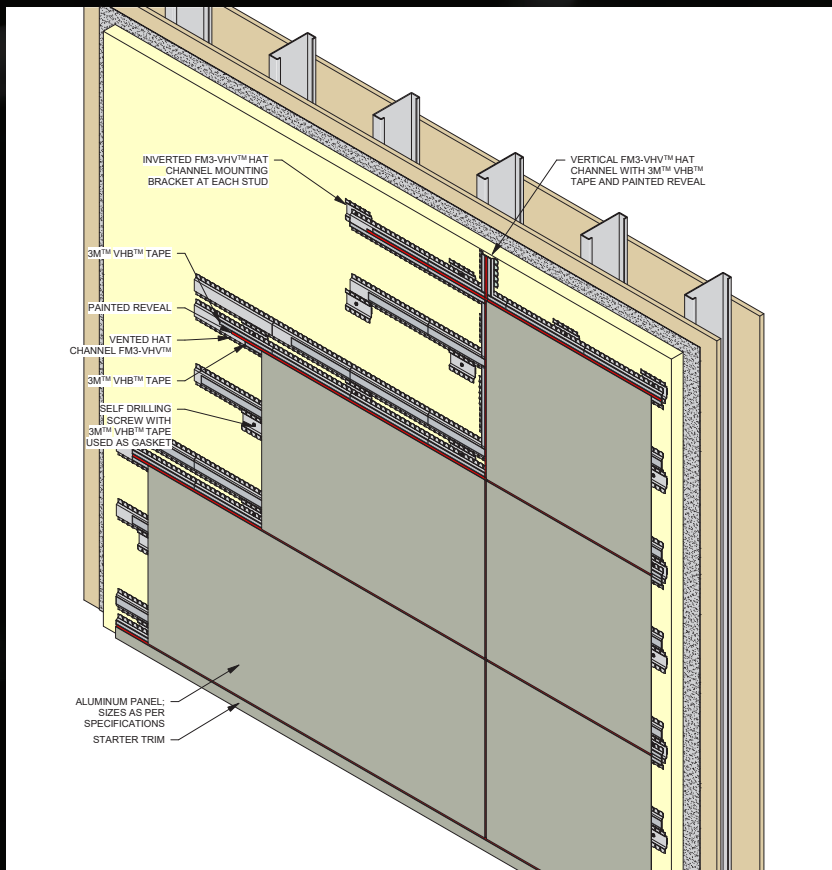 INVERTED FM3-VHV™ HAT
CHANNEL MOUNTING
BRACKET AT EACH STUD
VERTICAL FM3-VHV™ HAT
CHANNEL WITH 3M™ VHB™
TAPE AND PAINTED REVEAL
3M™ VHB™ TAPE
PAINTED REVEAL
VENTED HAT
CHANNEL FM3-VHV™
3M™ VHB™ TAPE
SELF DRILLING
SCREW WITH
3M™ VHB™ TAPE
USED AS GASKET
ALUMINUM PANEL;
SIZES AS PER
SPECIFICATIONS
STARTER TRIM